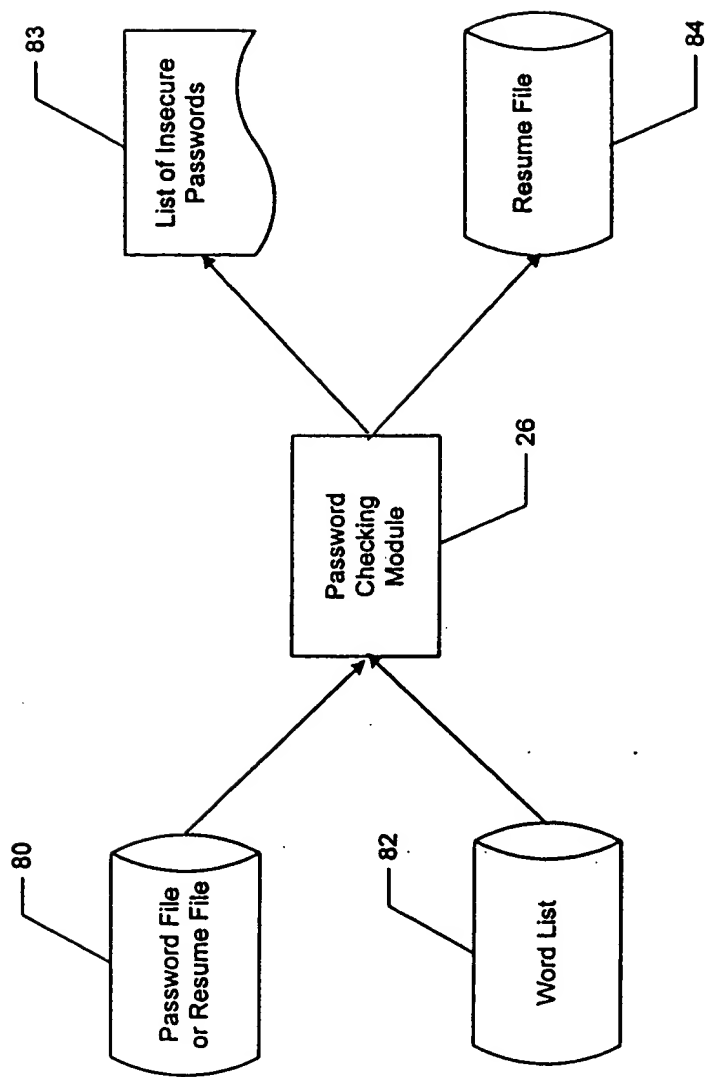 80
Password File
or Resume File
82
Word List
Password
Checking
Module
26
83
List of Insecure
Passwords
84
Resume File